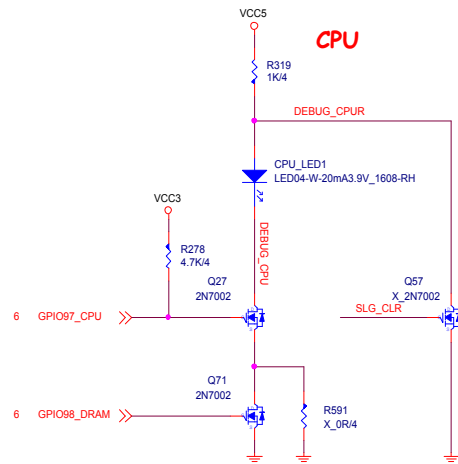 VCC5
CPU
R319
1K/4
DEBUG_CPUR
CPU_LED1
LED04-W-20mA3.9V_1608-RH
VCC3
DEBUG_CPU
R278
4.7K/4
Q27
2N7002
Q57
X_2N7002
6 GPIO97_CPU
SLG_CLR
Q71
2N7002
6 GPIO98_DRAM
R591
X_0R/4